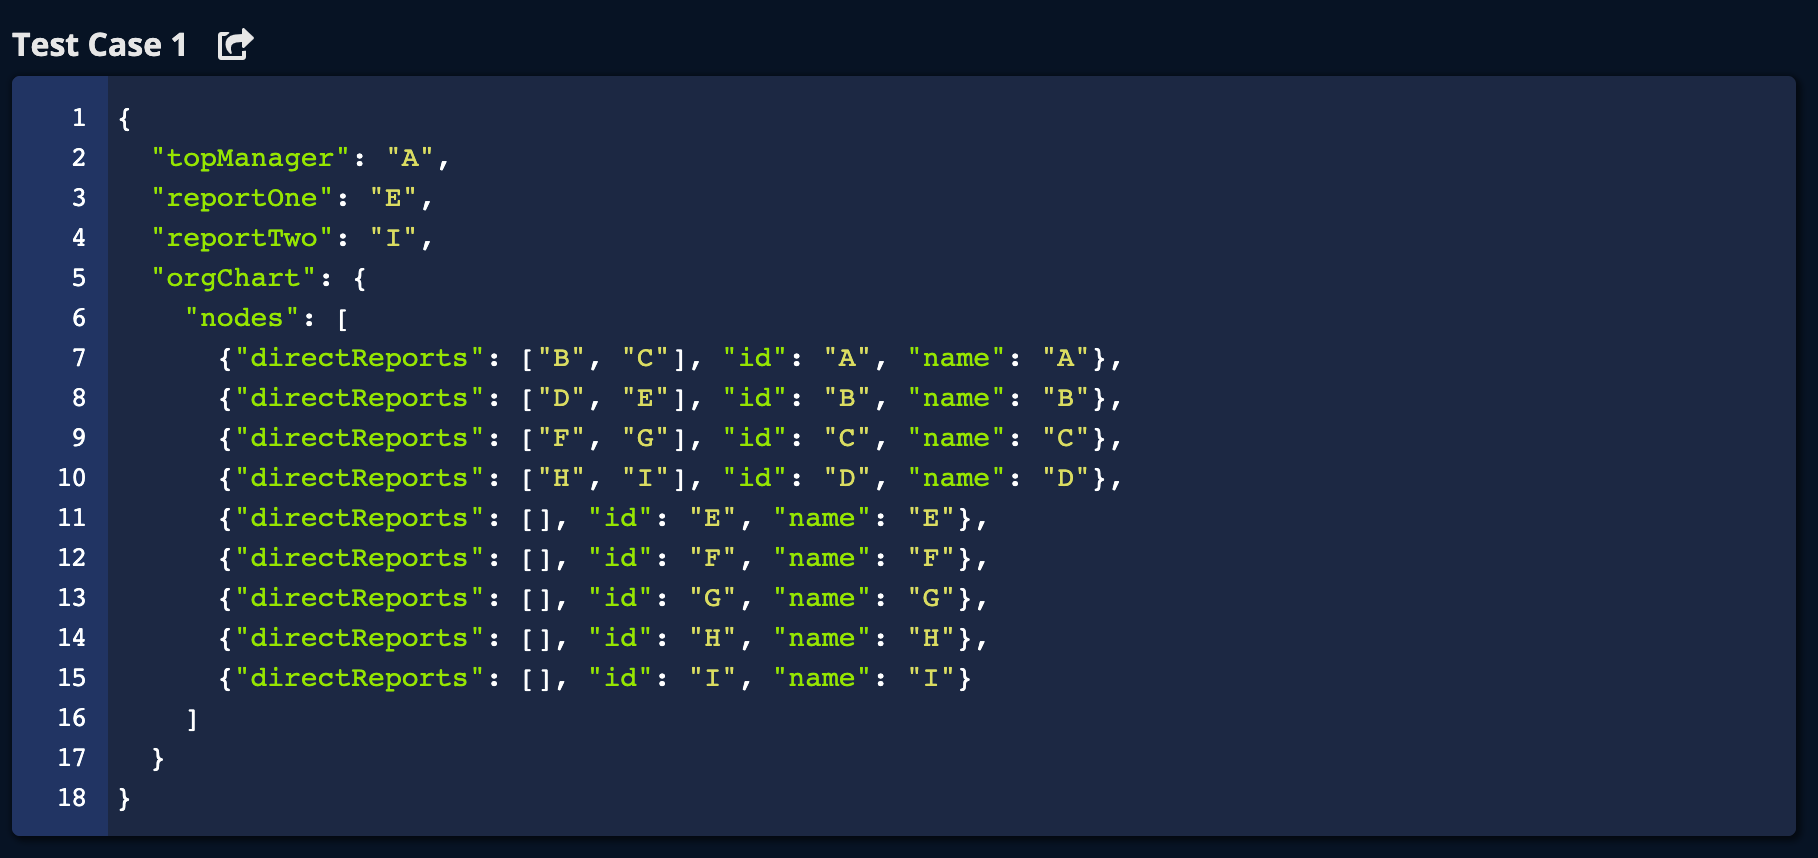 Test Case 1
1 {
2   "topManager": "A",
3   "reportOne": "E",
4   "reportTwo": "I",
5   "orgChart": {
6     "nodes": [
7       {"directReports": ["B", "C"], "id": "A", "name": "A"},
8       {"directReports": ["D", "E"], "id": "B", "name": "B"},
9       {"directReports": ["F", "G"], "id": "C", "name": "C"},
10       {"directReports": ["H", "I"], "id": "D", "name": "D"},
11       {"directReports": [], "id": "E", "name": "E"},
12       {"directReports": [], "id": "F", "name": "F"},
13       {"directReports": [], "id": "G", "name": "G"},
14       {"directReports": [], "id": "H", "name": "H"},
15       {"directReports": [], "id": "I", "name": "I"}
16     ]
17   }
18 }